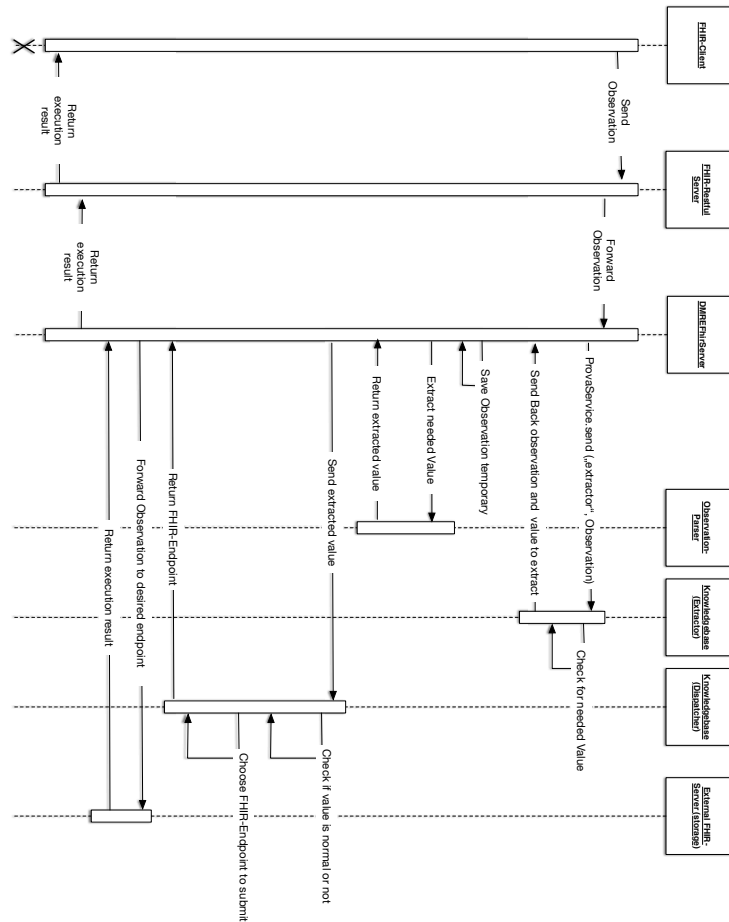 FHIR-Client
FHIR-Restful
Server
DMREFhirServer
Observation-
Parser
Knowledgebase
(Extractor)
Knowledgebase
(Dispatcher)
External FHIR-
Server (storage)
Send
Observation
Forward
Observation
ProvaService.send („extractor“, Observation)
Check for needed Value
Send Back observation and value to extract
Save Observation temporary
Extract needed Value
Return extracted value
Send extracted value
Check if value is normal or not
Choose FHIR-Endpoint to submit
Return FHIR-Endpoint
Forward Observation to desired endpoint
Return execution result
Return
execution
result
Return
execution
result